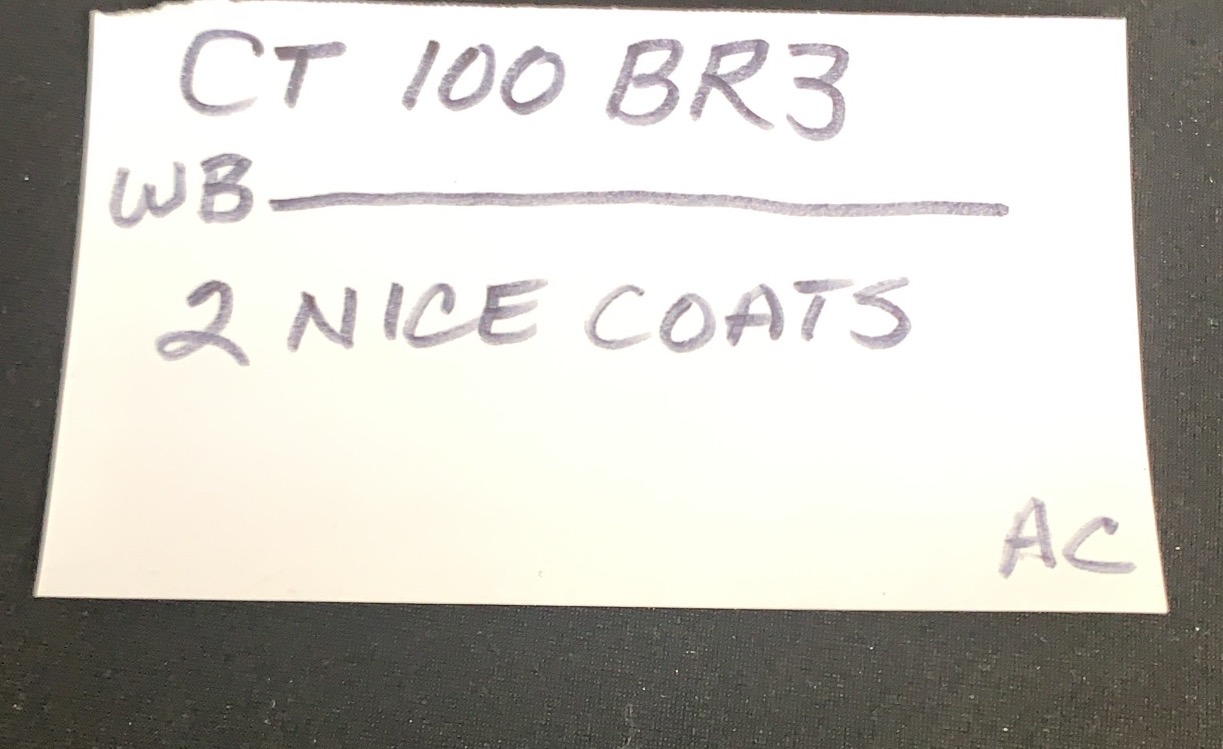 CT 100 BR3
WB
2 NICE COATS
AC